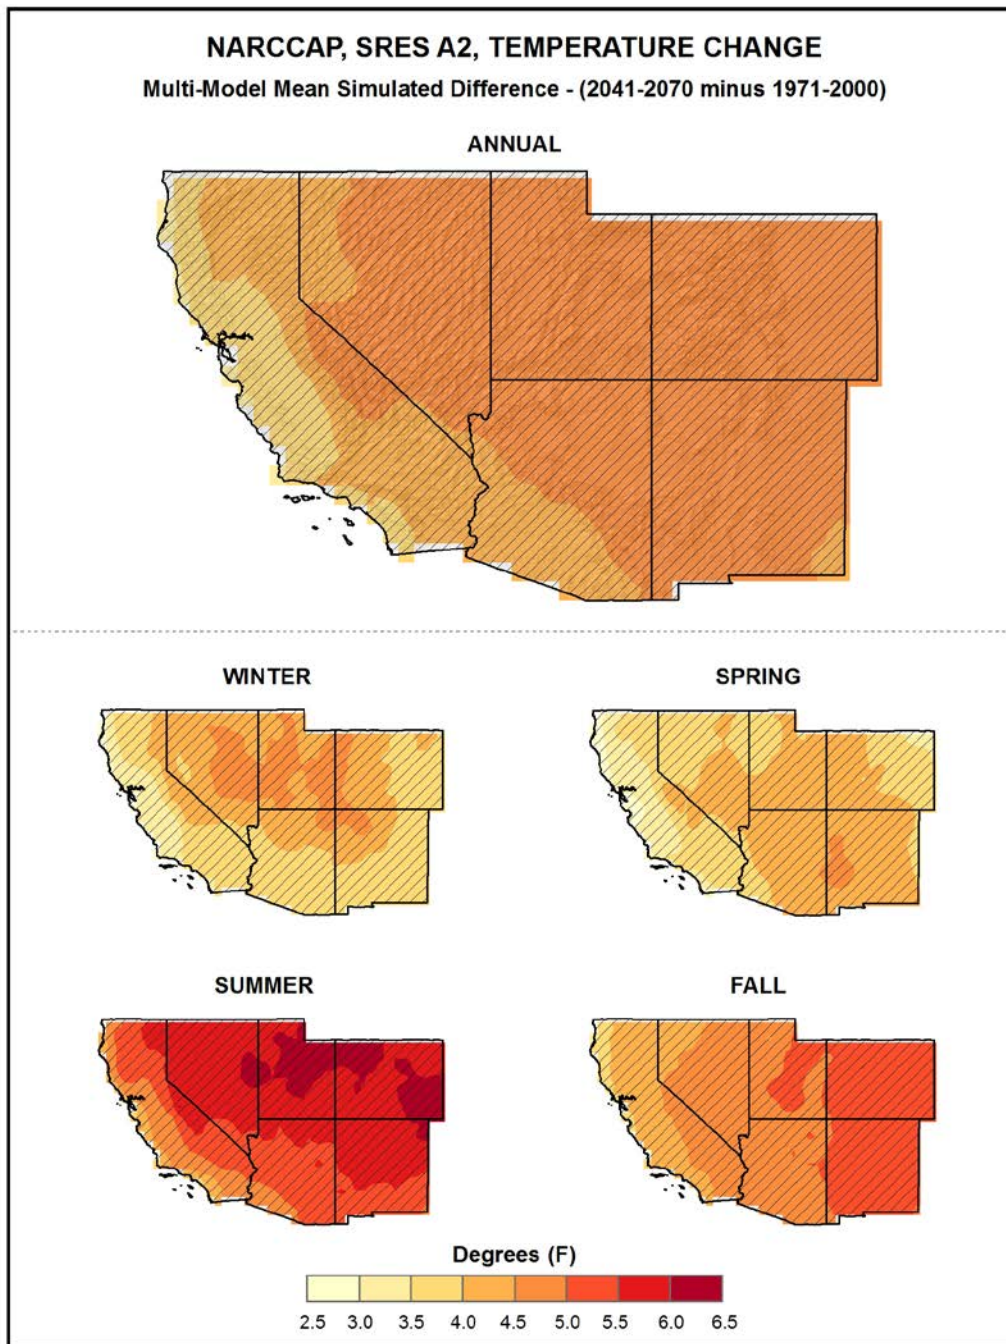 NARCCAP, SRES A2, TEMPERATURE CHANGE
Multi-Model Mean Simulated Difference - (2041-2070 minus 1971-2000)
ANNUAL
WINTER
SPRING
SUMMER
FALL
Degrees (F)
2.5 3.0 3.5 4.0 4.5 5.0 5.5 6.0 6.5